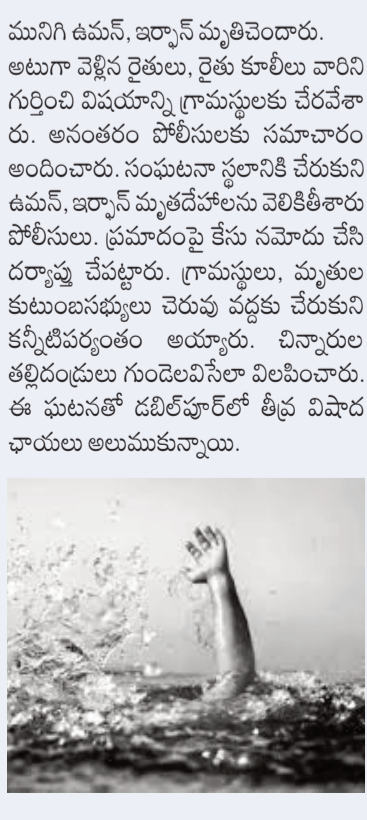 మునిగి ఉమన్, ఇర్ఫాన్ మృతిచెందారు.
అటుగా వెళ్లిన రైతులు, రైతు కూలీలు వారిని
గుర్తించి విషయాన్ని గ్రామస్థులకు చేరవేశా
రు. అనంతరం పోలీసులకు సమాచారం
అందించారు. సంఘటనా స్థలానికి చేరుకుని
ఉమన్, ఇర్ఫాన్ మృతదేహాలను వెలికితీశారు
పోలీసులు. ప్రమాదంపై కేసు నమోదు చేసి
దర్యాప్తు చేపట్టారు. గ్రామస్థులు, మృతుల
కుటుంబసభ్యులు చెరువు వద్దకు చేరుకుని
కన్నీటిపర్యంతం అయ్యారు. చిన్నారుల
తల్లిదండ్రులు గుండెలవిసేలా విలపించారు.
ఈ ఘటనతో డబిల్‌పూర్‌లో తీవ్ర విషాద
ఛాయలు అలుముకున్నాయి.